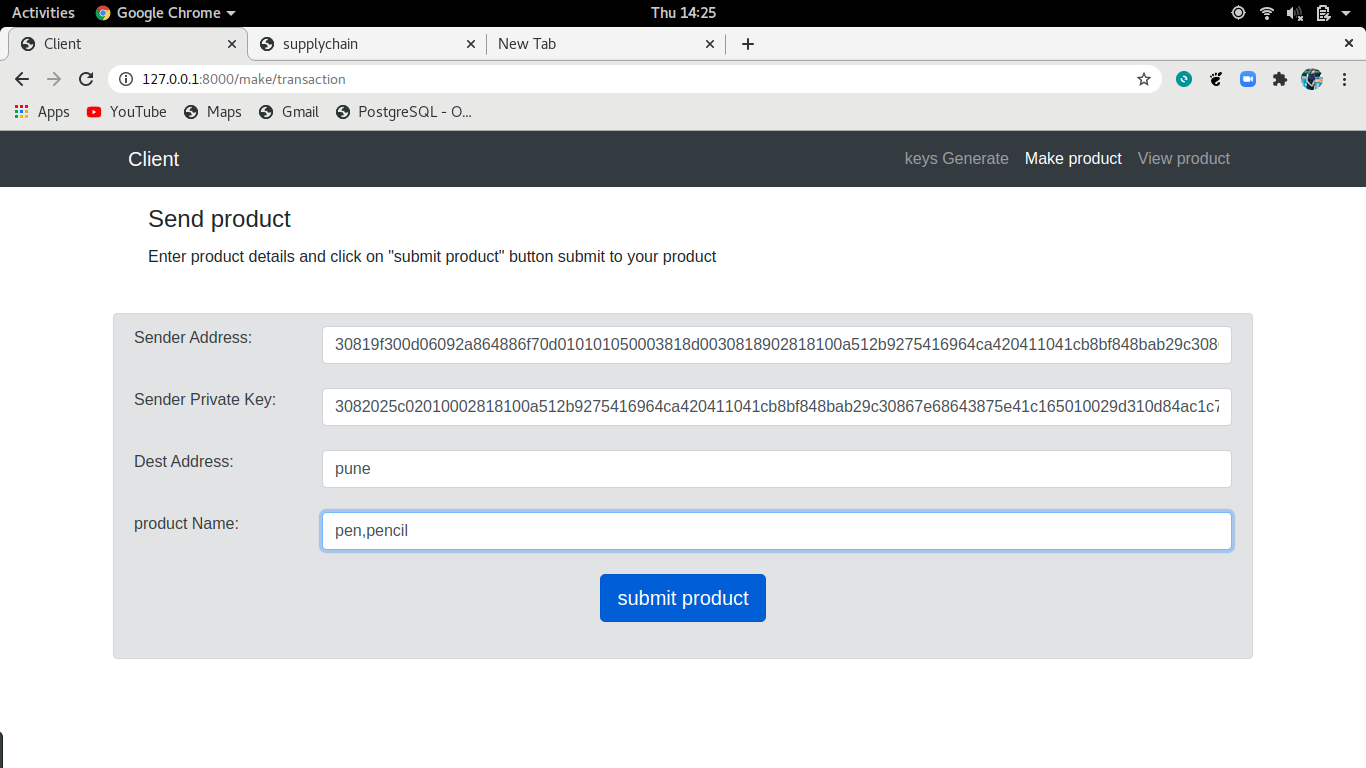 Activities Google Chrome Thu 14:25
Client supplychain New Tab
127.0.0.1:8000/make/transaction
Apps YouTube Maps Gmail PostgreSQL - O...
Client keys Generate Make product View product
Send product
Enter product details and click on "submit product" button submit to your product
Sender Address: 30819f300d06092a864886f70d010101050003818d0030818902818100a512b9275416964ca420411041cb8bf848bab29c308
Sender Private Key: 3082025c02010002818100a512b9275416964ca420411041cb8bf848bab29c30867e68643875e41c165010029d310d84ac1c7
Dest Address: pune
product Name: pen,pencil
submit product